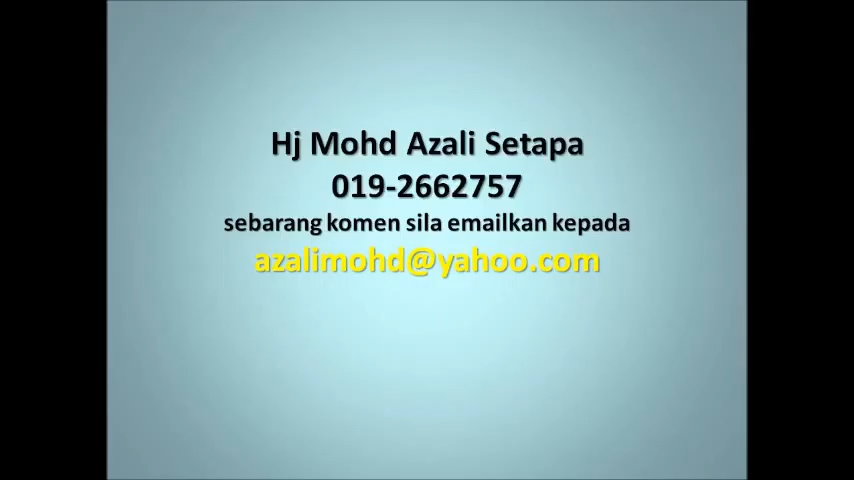 Hj Mohd Azali Setapa
019-2662757
sebarang komen sila emailkan kepada
azalimohd@yahoo.com